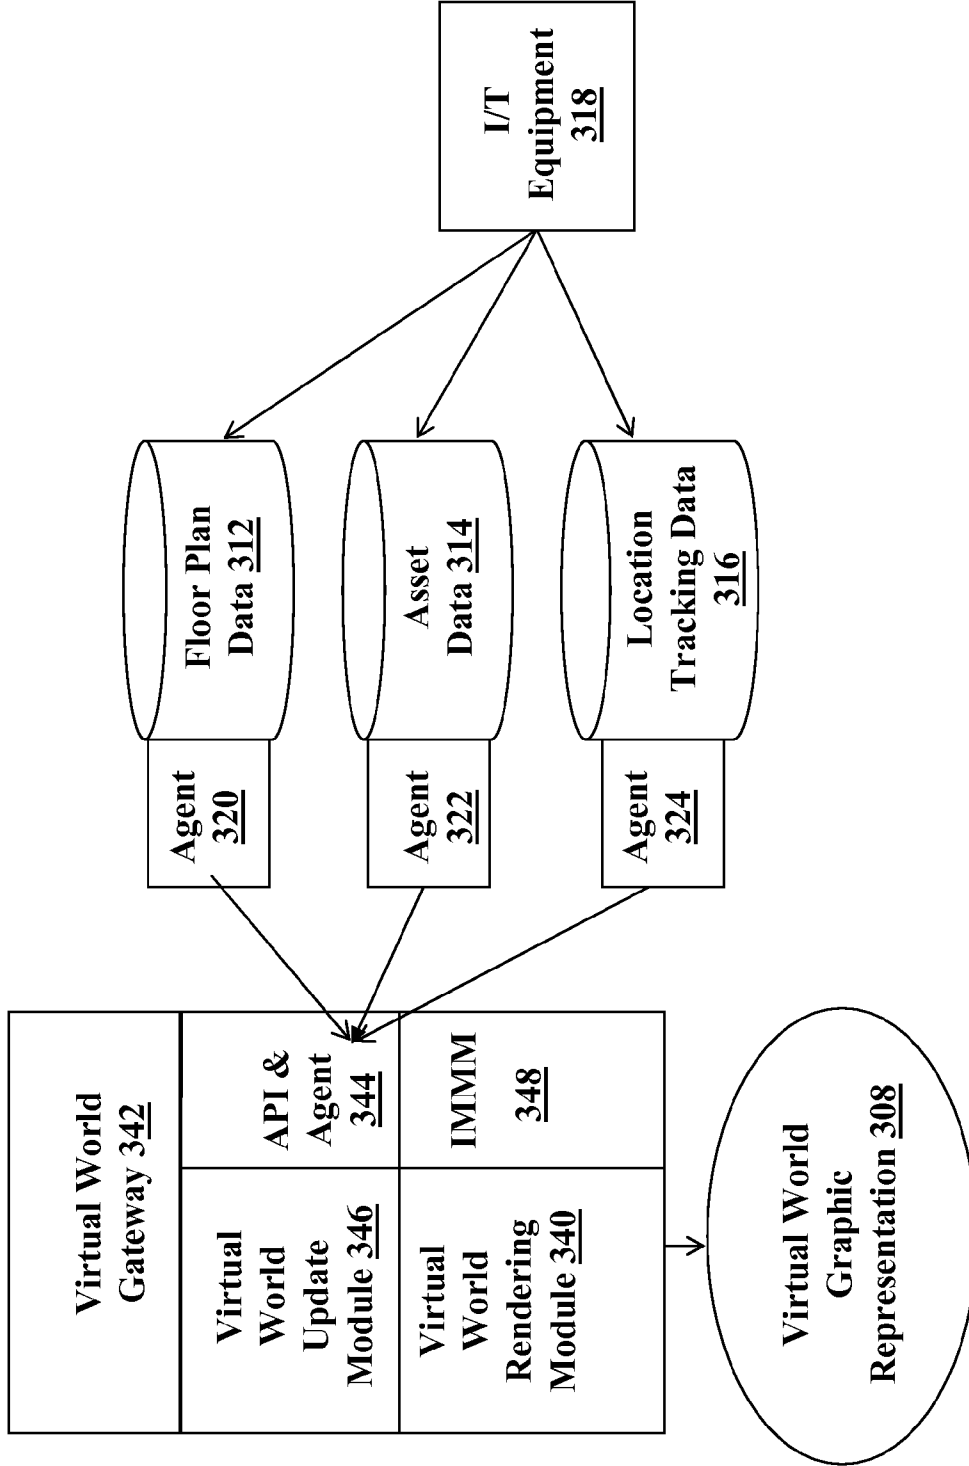 Virtual World
Gateway 342
Virtual
World
Update
Module 346
API &
Agent
344
Virtual
World
Rendering
Module 340
IMMM
348
Virtual World
Graphic
Representation 308
Agent
320
Agent
322
Agent
324
Floor Plan
Data 312
Asset
Data 314
Location
Tracking Data
316
I/T
Equipment
318